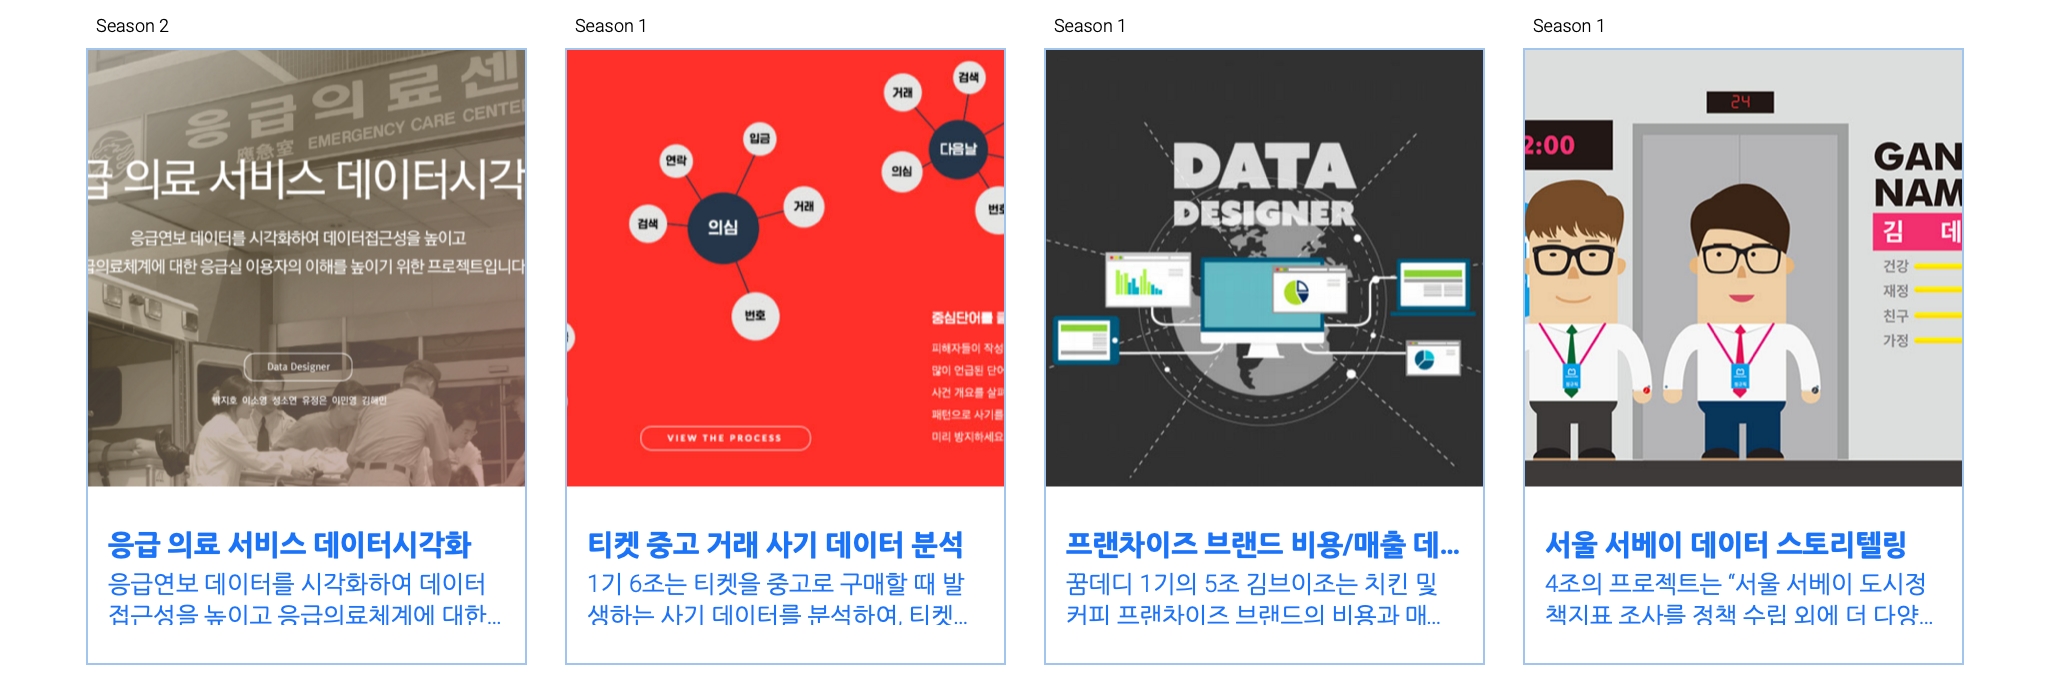 Season 2
응급의료센
應急室 EMERGENCY CARE CENTER
급 의료 서비스 데이터시각
응급연보 데이터를 시각화하여 데이터접근성을 높이고
급의료체계에 대한 응급실 이용자의 이해를 높이기 위한 프로젝트입니다
Data Designer
박지호 이소영 성소연 유정은 이민영 김해인
응급 의료 서비스 데이터시각화
응급연보 데이터를 시각화하여 데이터
접근성을 높이고 응급의료체계에 대한...
Season 1
검색
거래
다음날
의심
번호
입금
연락
거래
검색
의심
번호
중심단어를
피해자들이 작성
많이 언급된 단어
사건 개요를 살펴
패턴으로 사기를
미리 방지하세요
VIEW THE PROCESS
티켓 중고 거래 사기 데이터 분석
1기 6조는 티켓을 중고로 구매할 때 발
생하는 사기 데이터를 분석하여, 티켓...
Season 1
DATA
DESIGNER
프랜차이즈 브랜드 비용/매출 데...
꿈데디 1기의 5조 김브이조는 치킨 및
커피 프랜차이즈 브랜드의 비용과 매...
Season 1
24
2:00
GAN
NAM
김 데
건강
재정
친구
가정
서울 서베이 데이터 스토리텔링
4조의 프로젝트는 “서울 서베이 도시정
책지표 조사를 정책 수립 외에 더 다양...